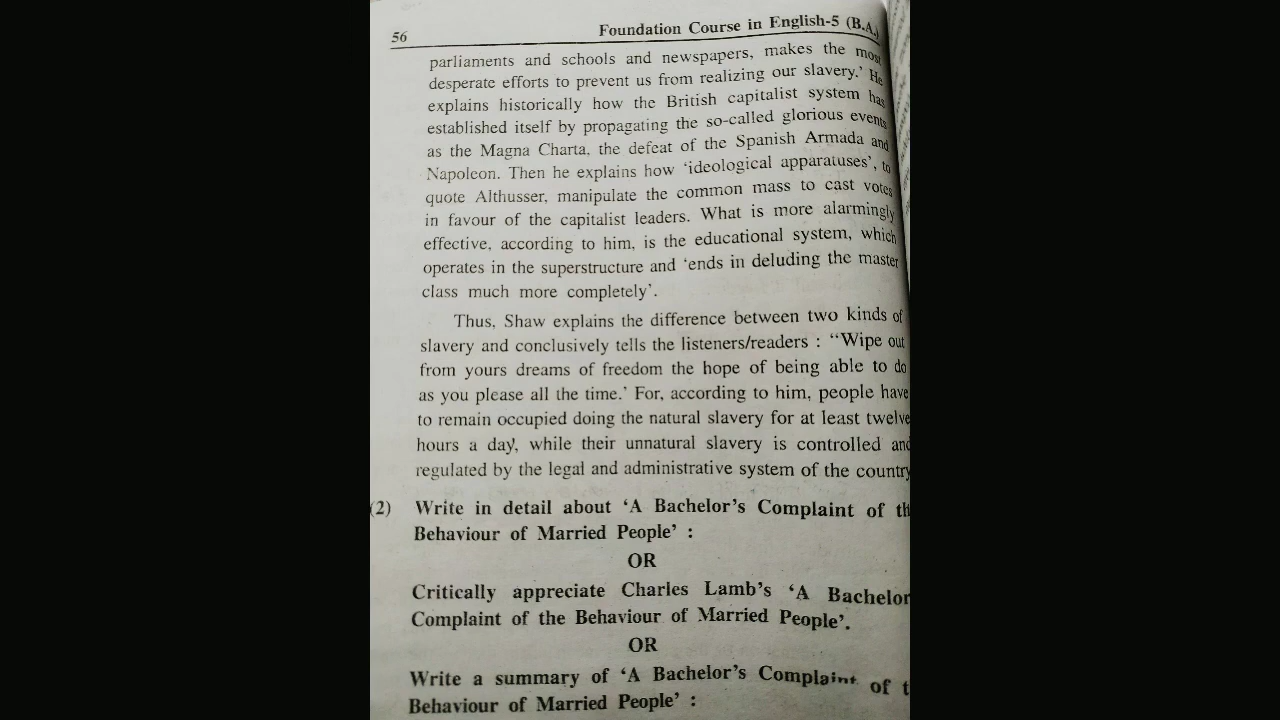 56
Foundation Course in English-5 (B.A.)
parliaments and schools and newspapers, makes the most
desperate efforts to prevent us from realizing our slavery.’ He
explains historically how the British capitalist system has
established itself by propagating the so-called glorious events
as the Magna Charta, the defeat of the Spanish Armada and
Napoleon. Then he explains how ‘ideological apparatuses’, to
quote Althusser, manipulate the common mass to cast votes
in favour of the capitalist leaders. What is more alarmingly
effective, according to him, is the educational system, which
operates in the superstructure and ‘ends in deluding the master
class much more completely’.
Thus, Shaw explains the difference between two kinds of
slavery and conclusively tells the listeners/readers : “Wipe out
from yours dreams of freedom the hope of being able to do
as you please all the time.’ For, according to him, people have
to remain occupied doing the natural slavery for at least twelve
hours a day, while their unnatural slavery is controlled and
regulated by the legal and administrative system of the country
(2) Write in detail about ‘A Bachelor’s Complaint of th
Behaviour of Married People’ :
OR
Critically appreciate Charles Lamb’s ‘A Bachelor
Complaint of the Behaviour of Married People’.
OR
Write a summary of ‘A Bachelor’s Complaint of t
Behaviour of Married People’ :